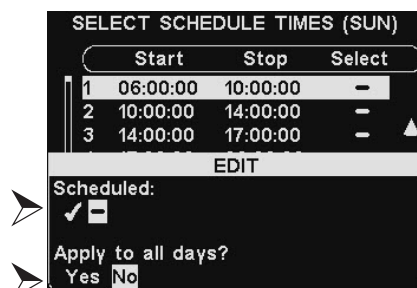 SELECT SCHEDULE TIMES (SUN)
Start Stop Select
1 06:00:00 10:00:00 –
2 10:00:00 14:00:00 –
3 14:00:00 17:00:00 –
EDIT
Scheduled:
✓ –
Apply to all days?
Yes No